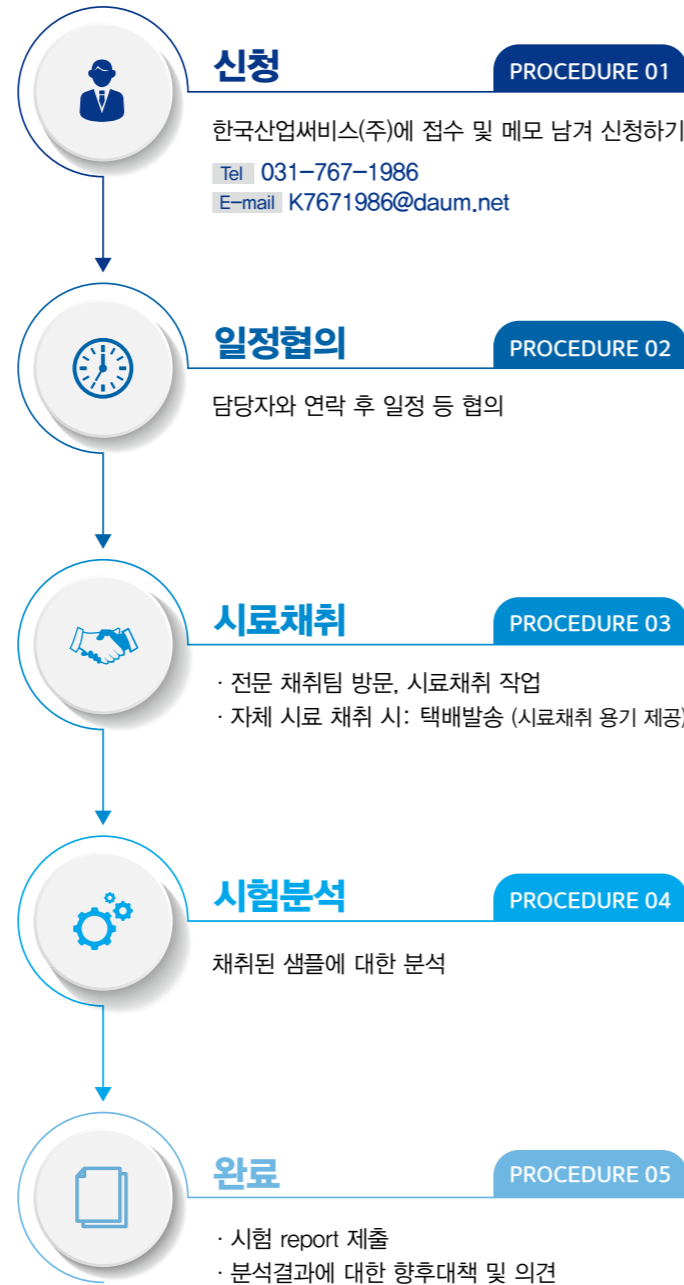 신청
PROCEDURE 01
한국산업써비스(주)에 접수 및 메모 남겨 신청하기
Tel 031-767-1986
E-mail K7671986@daum.net
일정협의
PROCEDURE 02
담당자와 연락 후 일정 등 협의
시료채취
PROCEDURE 03
· 전문 채취팀 방문, 시료채취 작업
· 자체 시료 채취 시: 택배발송 (시료채취 용기 제공)
시험분석
PROCEDURE 04
채취된 샘플에 대한 분석
완료
PROCEDURE 05
· 시험 report 제출
· 분석결과에 대한 향후대책 및 의견